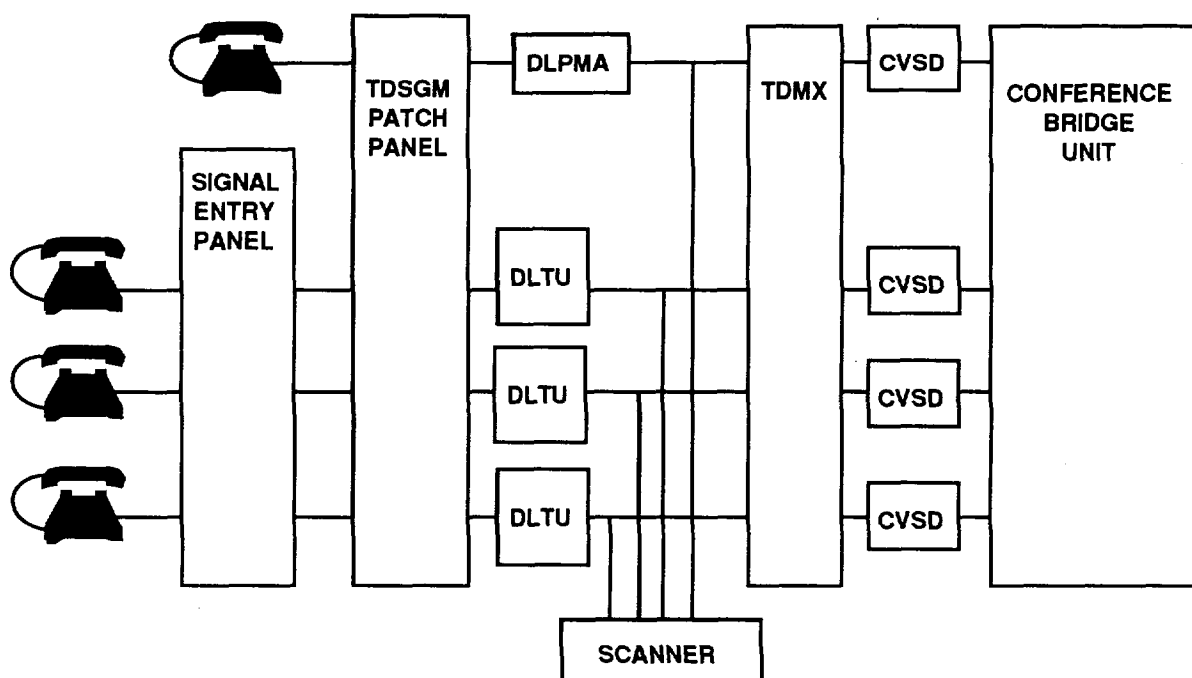 TDSGM
PATCH
PANEL
DLPMA
TDMX
CVSD
CONFERENCE
BRIDGE
UNIT
SIGNAL
ENTRY
PANEL
DLTU
CVSD
DLTU
CVSD
DLTU
CVSD
SCANNER